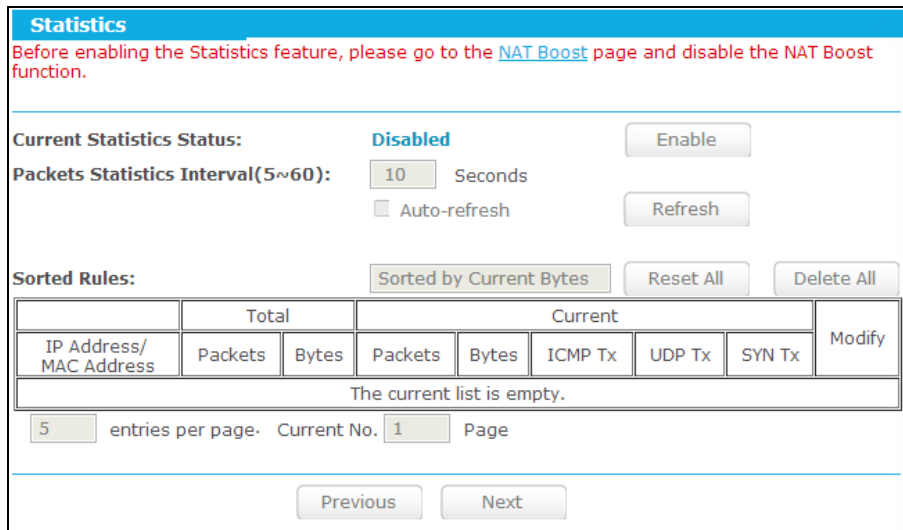 Statistics
Before enabling the Statistics feature, please go to the NAT Boost page and disable the NAT Boost
function.
Current Statistics Status: Disabled Enable
Packets Statistics Interval(5~60): 10 Seconds
Auto-refresh Refresh
Sorted Rules: Sorted by Current Bytes Reset All Delete All
Total Current Modify
IP Address/
MAC Address Packets Bytes Packets Bytes ICMP Tx UDP Tx SYN Tx
The current list is empty.
5 entries per page. Current No. 1 Page
Previous Next